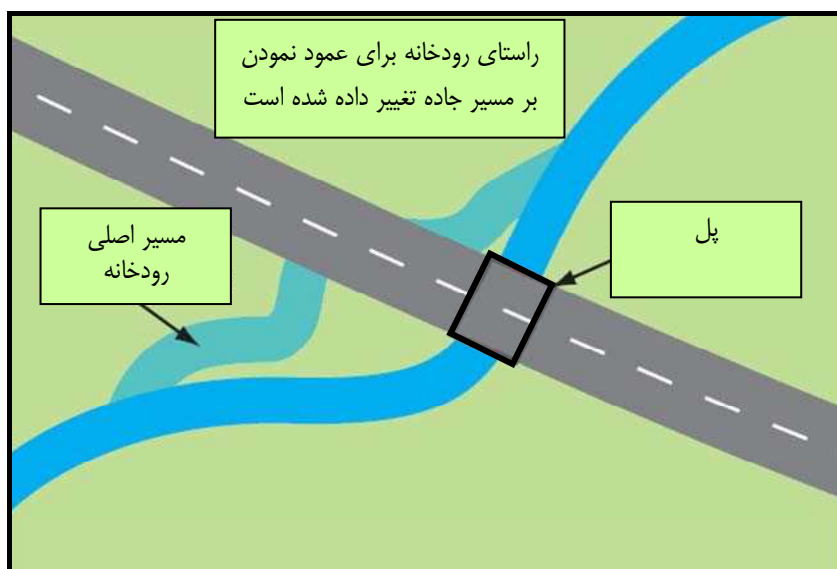 راستای رودخانه برای عمود نمودن
بر مسیر جاده تغییر داده شده است
پل
مسیر اصلی
رودخانه